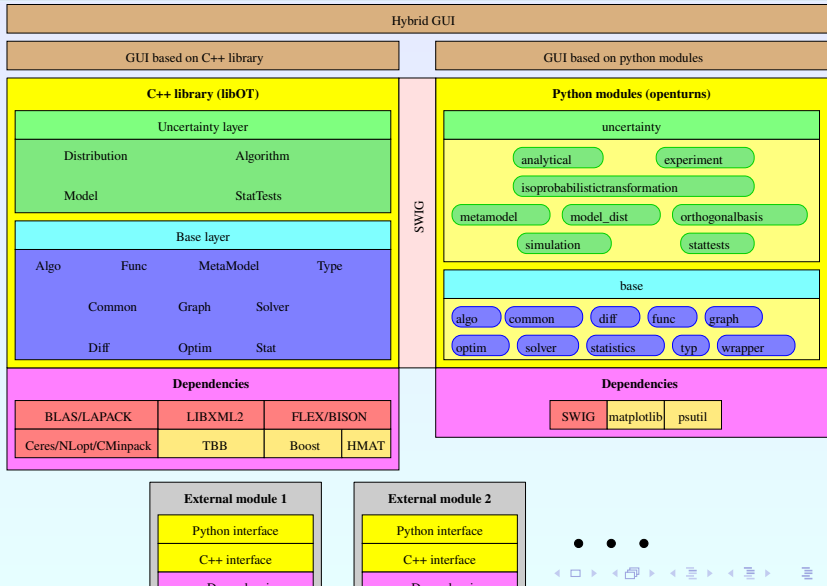 Hybrid GUI
GUI based on C++ library
GUI based on python modules
C++ library (libOT)
Uncertainty layer
Distribution Algorithm
Model StatTests
Base layer
Algo Func MetaModel Type
Common Graph Solver
Diff Optim Stat
SWIG
Python modules (openturns)
uncertainty
analytical experiment
isoprobabilistictransformation
metamodel model_dist orthogonalbasis
simulation stattests
base
algo common diff func graph
optim solver statistics typ wrapper
Dependencies
BLAS/LAPACK LIBXML2 FLEX/BISON
Ceres/NLopt/CMinpack TBB Boost HMAT
Dependencies
SWIG matplotlib psutil
External module 1
Python interface
C++ interface
External module 2
Python interface
C++ interface